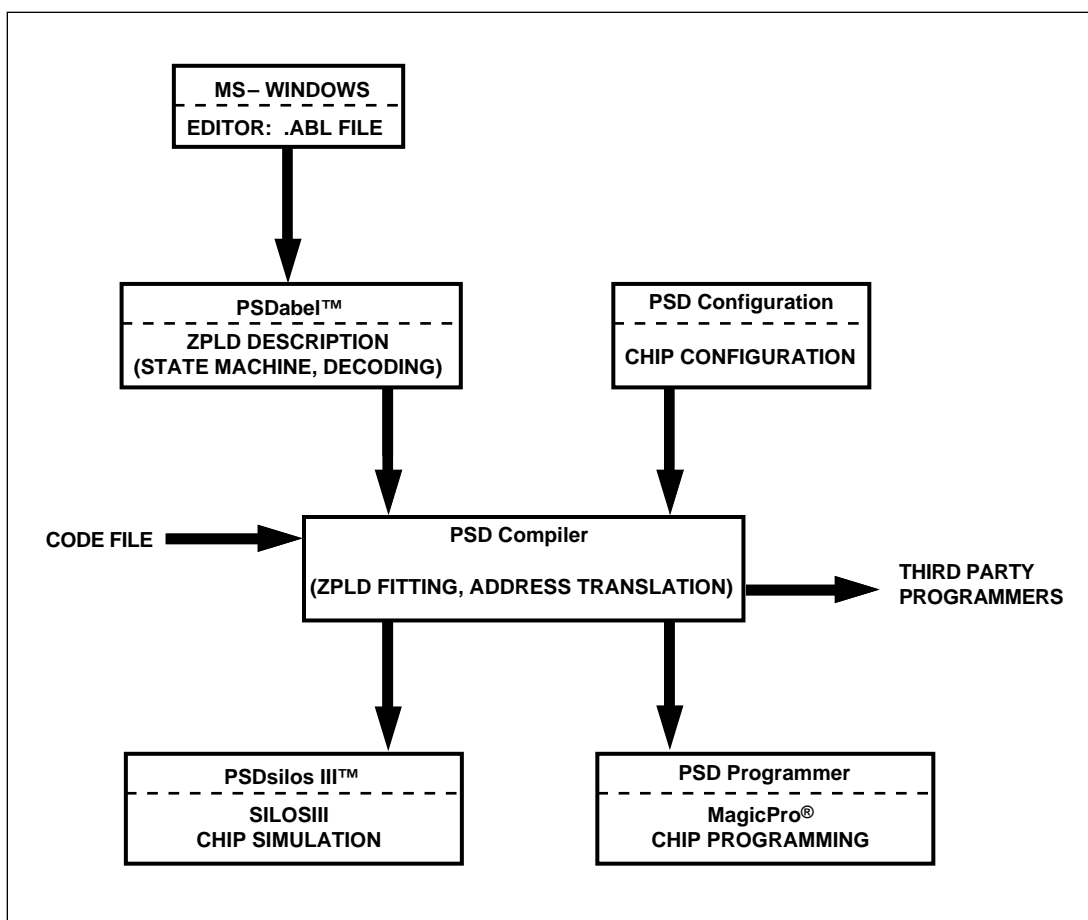 MS– WINDOWS
EDITOR: .ABL FILE
PSDabel™
ZPLD DESCRIPTION
(STATE MACHINE, DECODING)
PSD Configuration
CHIP CONFIGURATION
CODE FILE
PSD Compiler
(ZPLD FITTING, ADDRESS TRANSLATION)
THIRD PARTY
PROGRAMMERS
PSDsilos III™
SILOSIII
CHIP SIMULATION
PSD Programmer
MagicPro®
CHIP PROGRAMMING